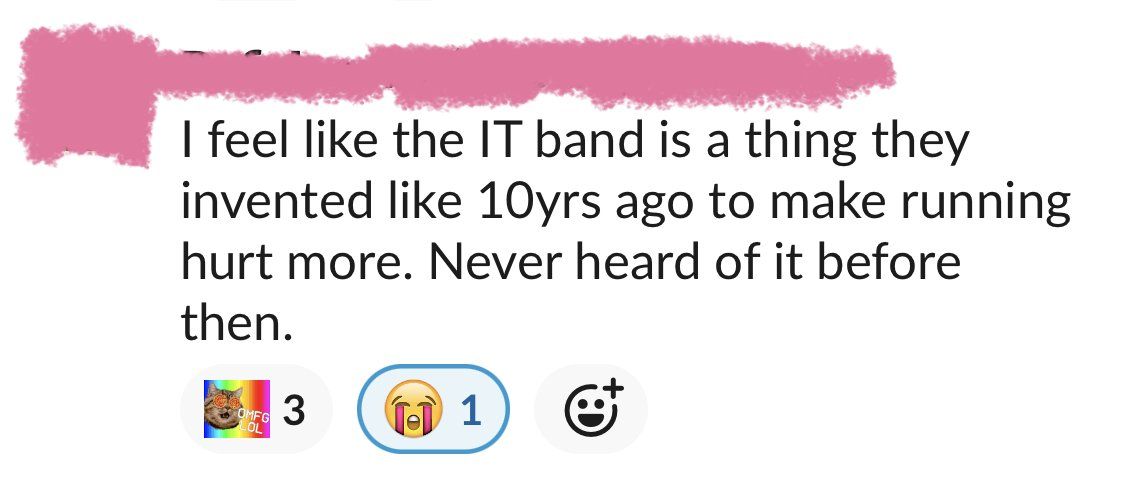 I feel like the IT band is a thing they
invented like 10yrs ago to make running
hurt more. Never heard of it before
then.
OMFG
LOL
3
1